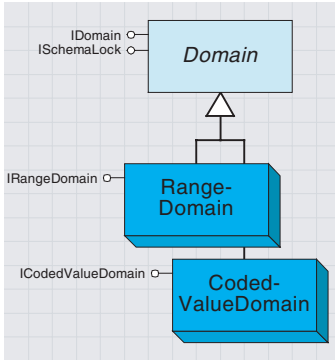 IDomain
ISchemaLock
Domain
IRangeDomain
Range-
Domain
ICodedValueDomain
Coded-
ValueDomain